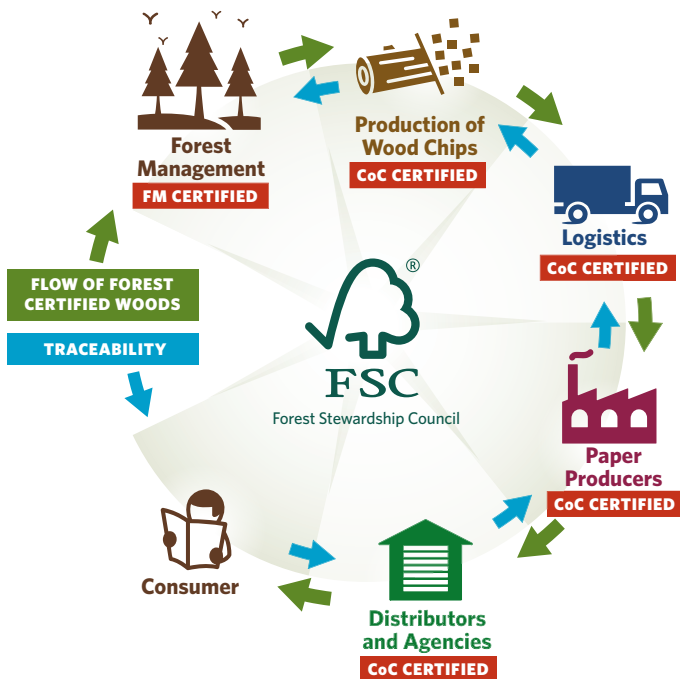 Forest
Management
FM CERTIFIED
Production of
Wood Chips
CoC CERTIFIED
Logistics
CoC CERTIFIED
FLOW OF FOREST
CERTIFIED WOODS
TRACEABILITY
®
FSC
Forest Stewardship Council
Paper
Producers
CoC CERTIFIED
Consumer
Distributors
and Agencies
CoC CERTIFIED